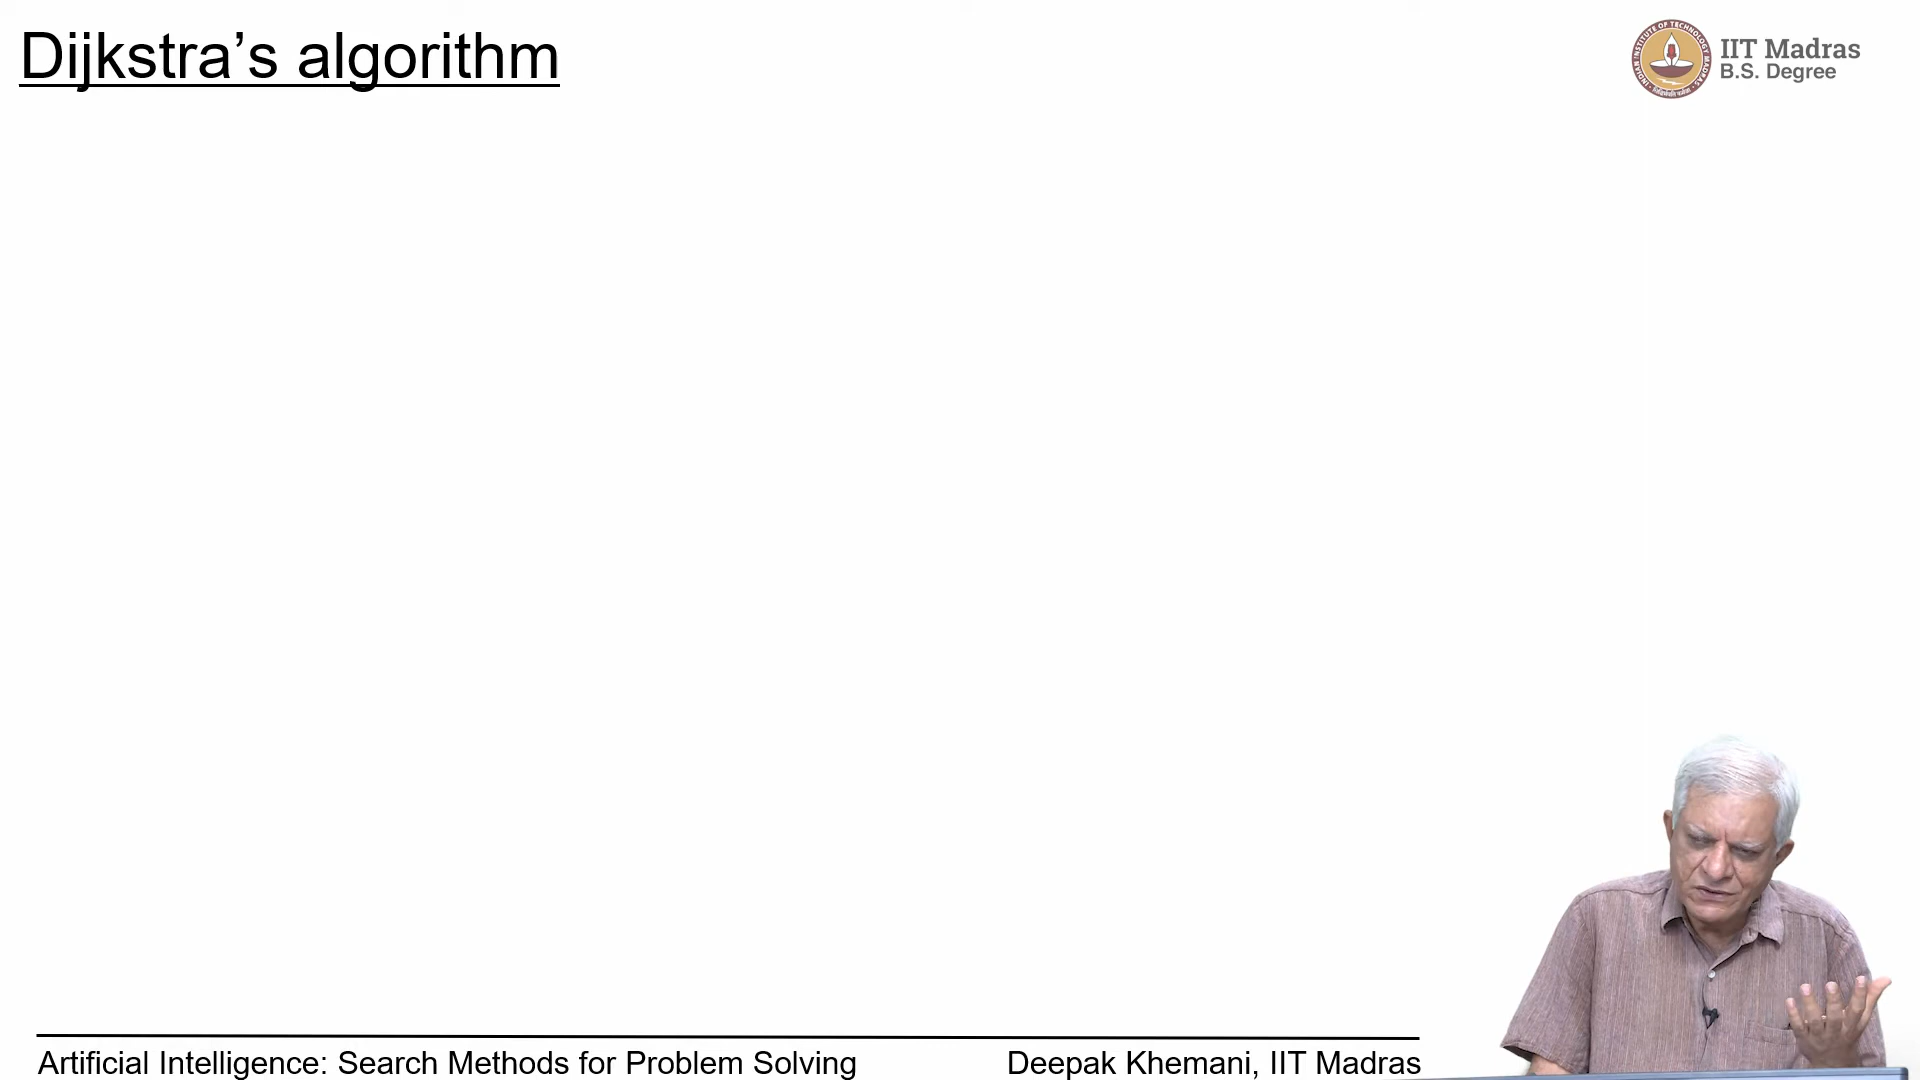 Dijkstra’s algorithm
IIT Madras
B.S. Degree
Artificial Intelligence: Search Methods for Problem Solving
Deepak Khemani, IIT Madras